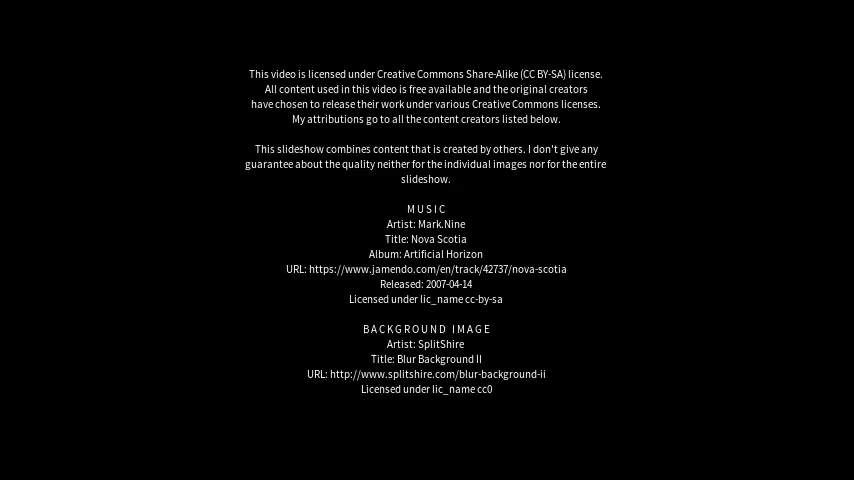 This video is licensed under Creative Commons Share-Alike (CC BY-SA) license.
All content used in this video is free available and the original creators
have chosen to release their work under various Creative Commons licenses.
My attributions go to all the content creators listed below.
This slideshow combines content that is created by others. I don't give any
guarantee about the quality neither for the individual images nor for the entire
slideshow.
MUSIC
Artist: Mark.Nine
Title: Nova Scotia
Album: Artificial Horizon
URL: https://www.jamendo.com/en/track/42737/nova-scotia
Released: 2007-04-14
Licensed under lic_name cc-by-sa
BACKGROUND IMAGE
Artist: SplitShire
Title: Blur Background II
URL: http://www.splitshire.com/blur-background-ii
Licensed under lic_name cc0